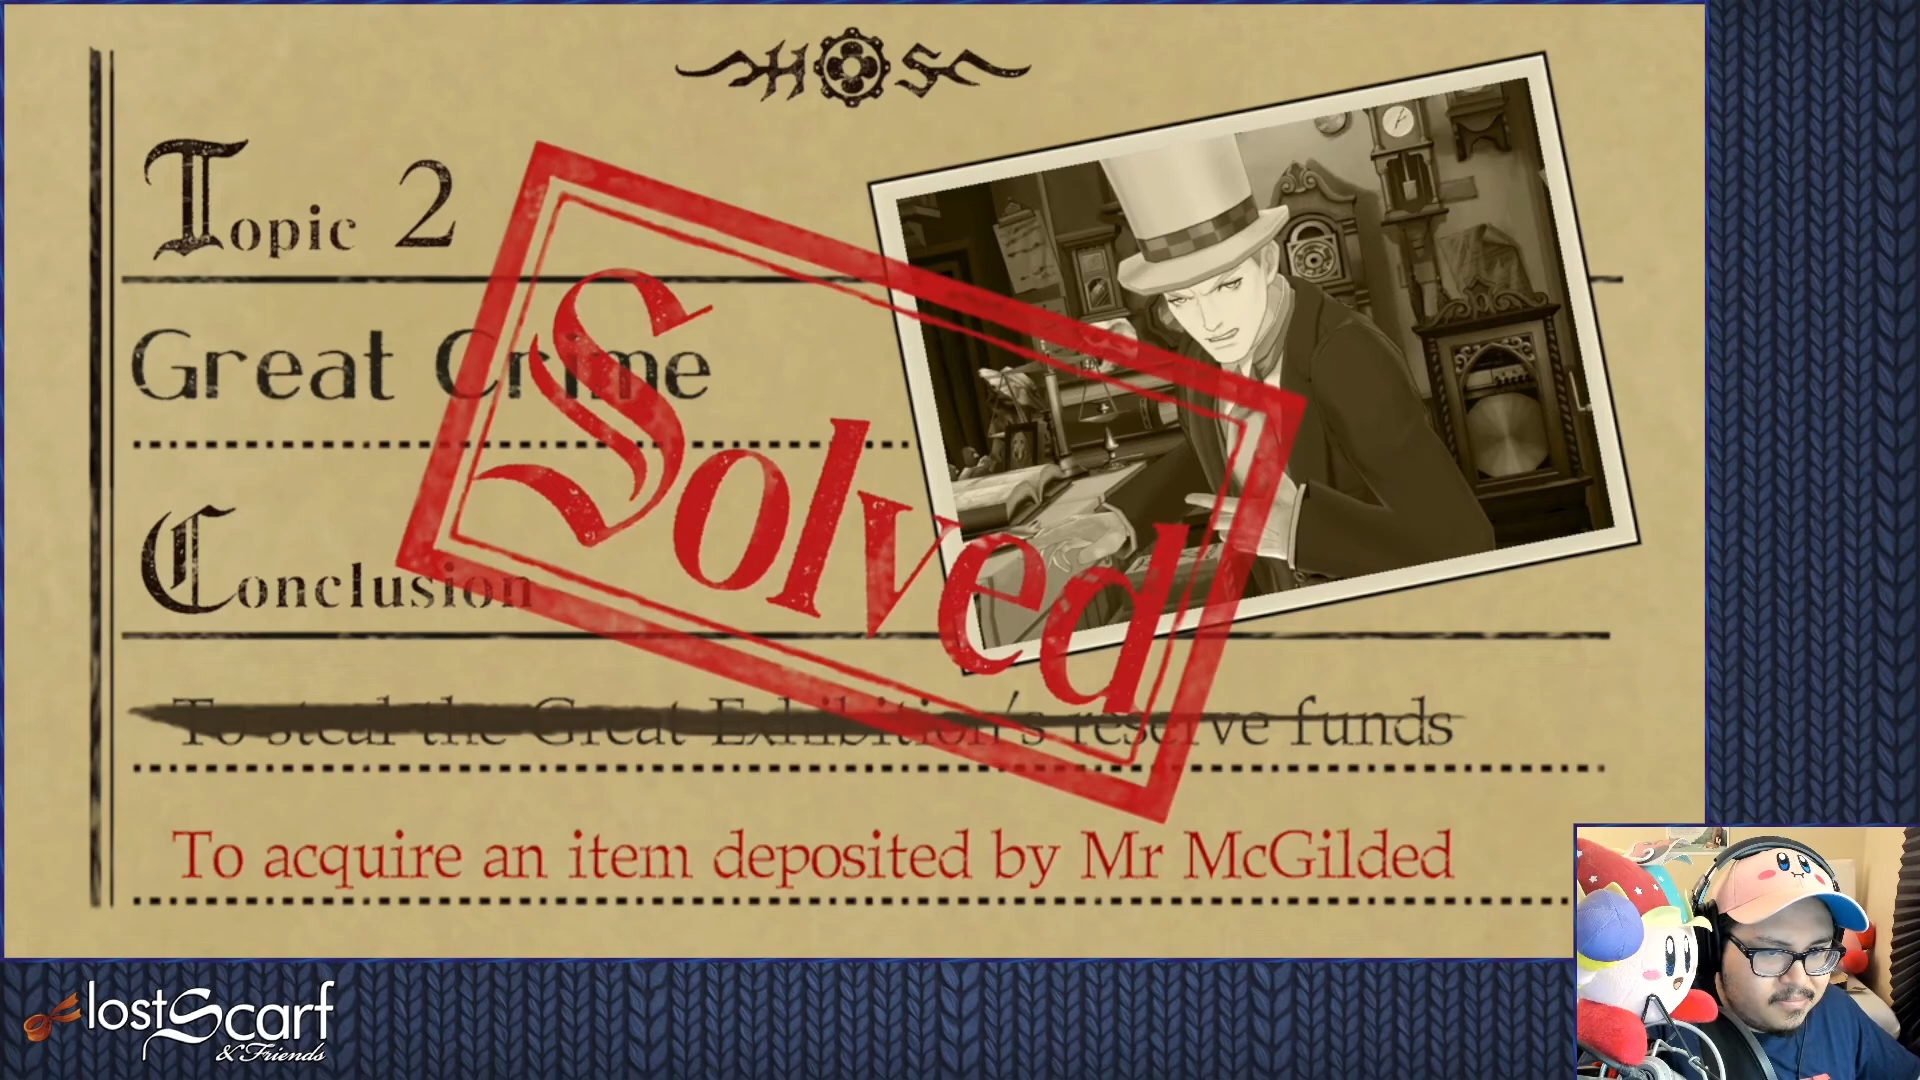 HS
Topic 2
Great Crime
Solved
Conclusion
To steal the Great Exhibition's reserve funds
To acquire an item deposited by Mr McGilded
lostScarf
& Friends